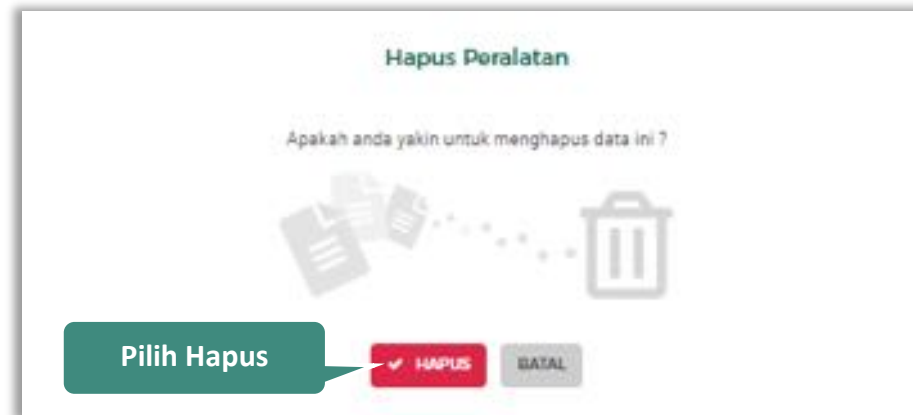 Hapus Peralatan
Apakah anda yakin untuk menghapus data ini ?
Pilih Hapus
HAPUS
BATAL